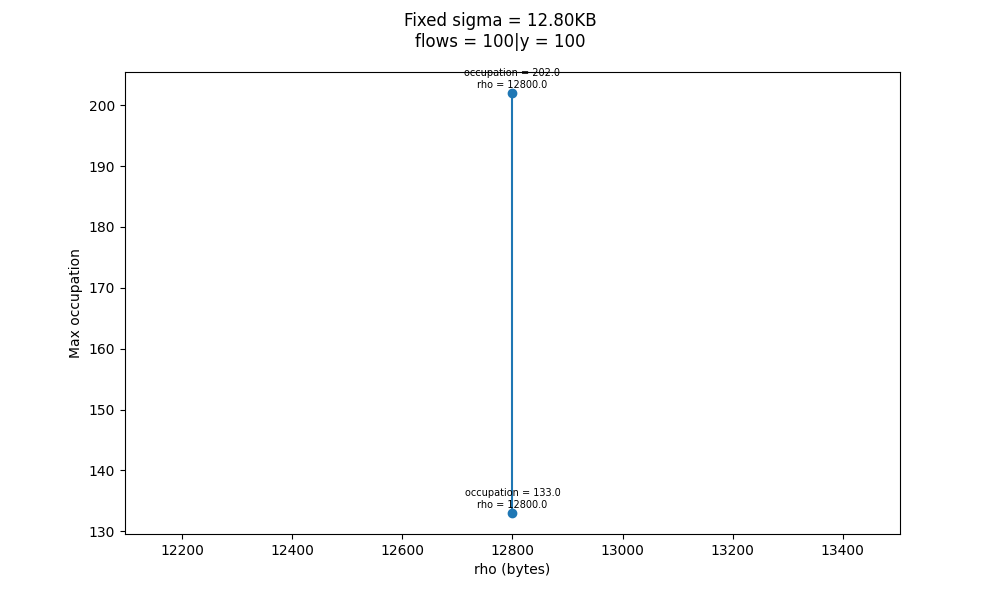 Fixed sigma = 12.80KB
flows = 100|y = 100
occupation = 202.0
rho = 12800.0
200
190
180
170
160
150
140
130
Max occupation
occupation = 133.0
rho = 12800.0
12200
12400
12600
12800
13000
13200
13400
rho (bytes)